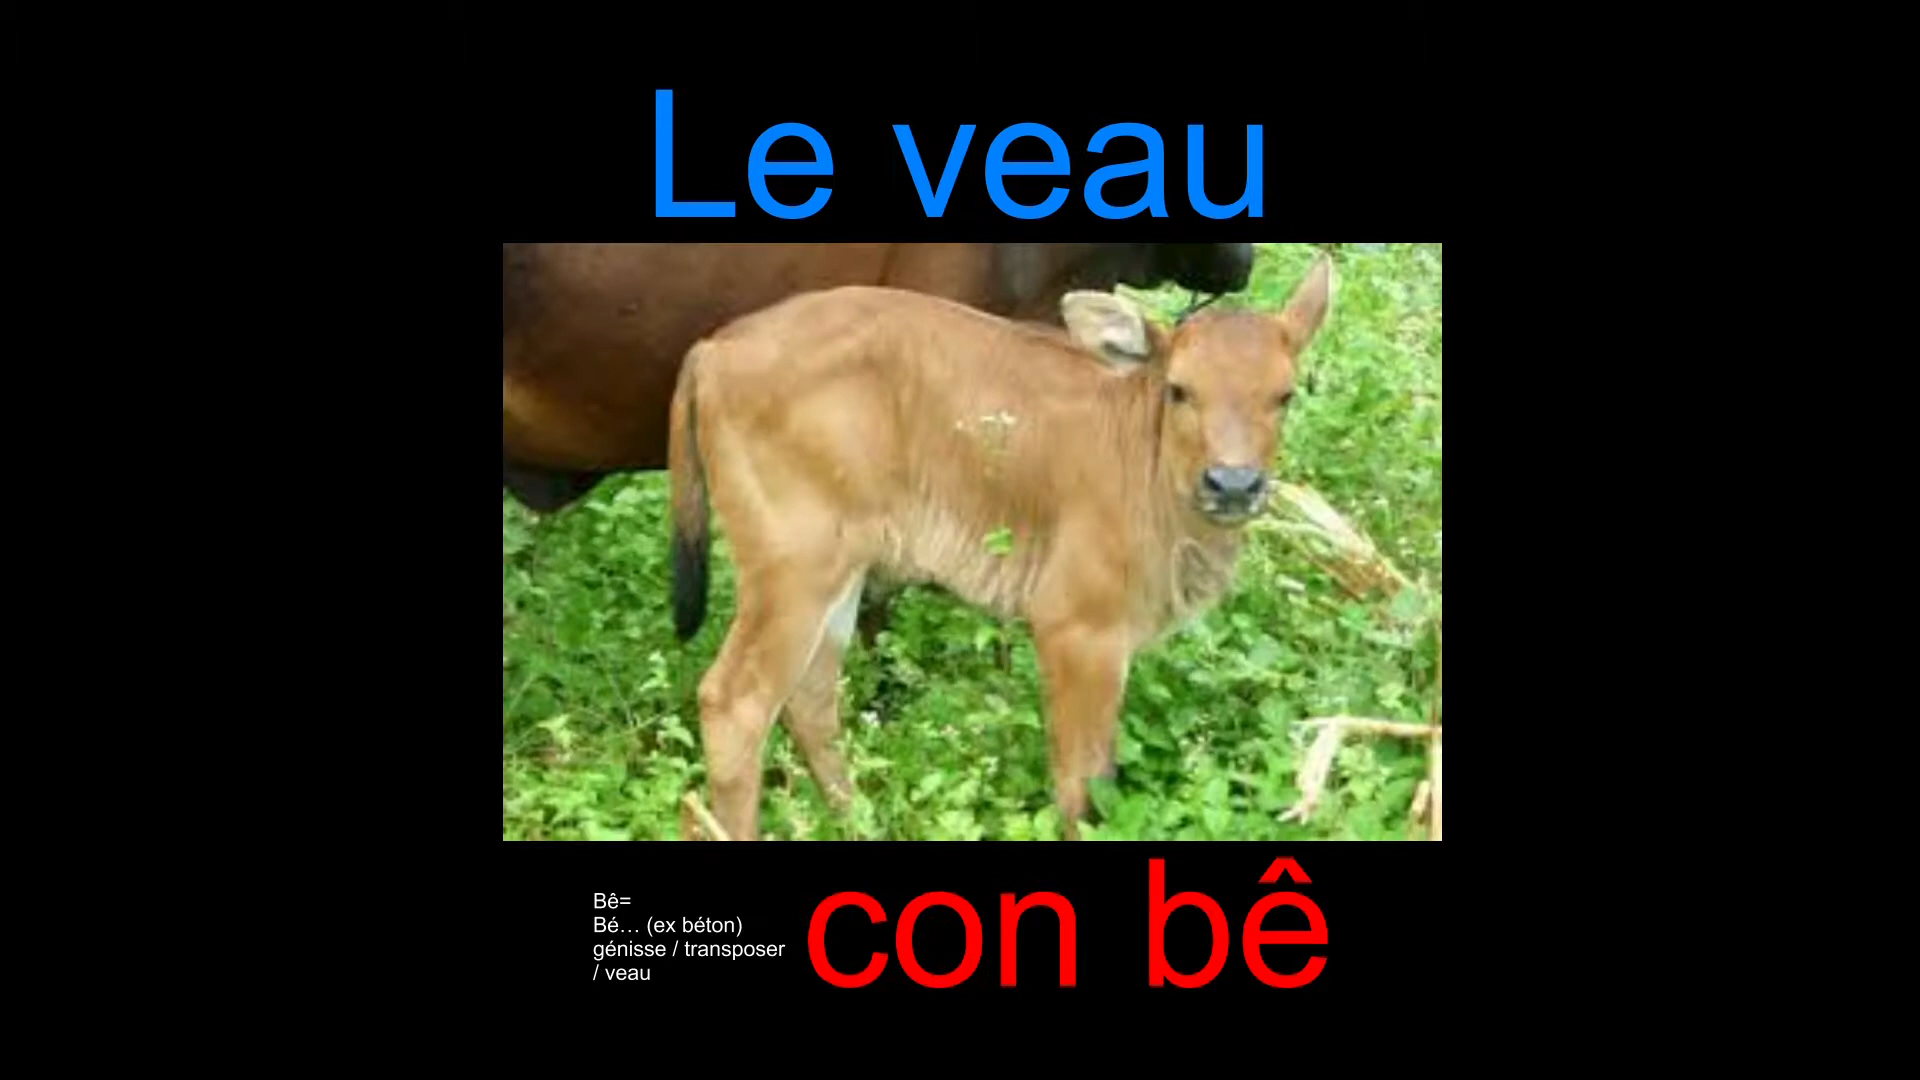 Le veau
Bê=
Bé… (ex béton)
génisse / transposer
/ veau
con bê